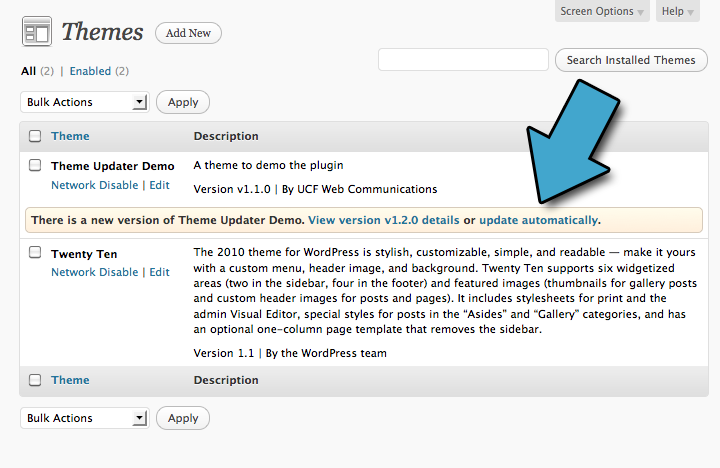 Screen Options Help
Themes Add New
All (2) | Enabled (2)
Search Installed Themes
Bulk Actions Apply
Theme Description
Theme Updater Demo A theme to demo the plugin
Network Disable | Edit
Version v1.1.0 | By UCF Web Communications
There is a new version of Theme Updater Demo. View version v1.2.0 details or update automatically.
Twenty Ten The 2010 theme for WordPress is stylish, customizable, simple, and readable — make it yours
Network Disable | Edit with a custom menu, header image, and background. Twenty Ten supports six widgetized
areas (two in the sidebar, four in the footer) and featured images (thumbnails for gallery posts
and custom header images for posts and pages). It includes stylesheets for print and the
admin Visual Editor, special styles for posts in the “Asides” and “Gallery” categories, and has
an optional one-column page template that removes the sidebar.
Version 1.1 | By the WordPress team
Theme Description
Bulk Actions Apply